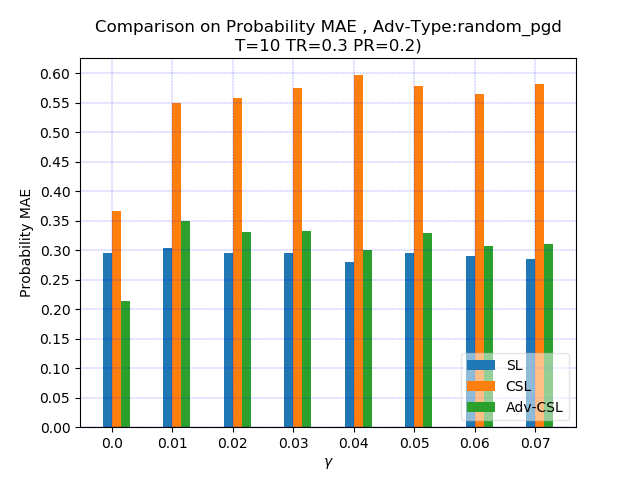 Comparison on Probability MAE , Adv-Type:random_pgd
T=10 TR=0.3 PR=0.2)
Probability MAE
0.60
0.55
0.50
0.45
0.40
0.35
0.30
0.25
0.20
0.15
0.10
0.05
0.00
SL
CSL
Adv-CSL
0.0 0.01 0.02 0.03 0.04 0.05 0.06 0.07
γ